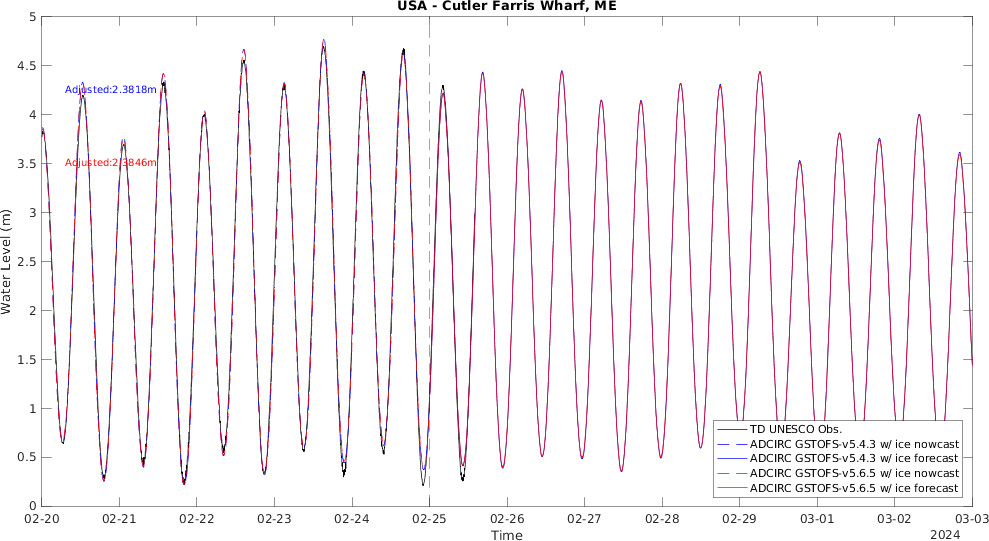 USA - Cutler Farris Wharf, ME
5
4.5
4
3.5
3
2.5
2
1.5
1
0.5
0
Water Level (m)
Adjusted:2.3818m
Adjusted:2.3846m
TD UNESCO Obs.
ADCIRC GSTOFS-v5.4.3 w/ ice nowcast
ADCIRC GSTOFS-v5.4.3 w/ ice forecast
ADCIRC GSTOFS-v5.6.5 w/ ice nowcast
ADCIRC GSTOFS-v5.6.5 w/ ice forecast
02-20 02-21 02-22 02-23 02-24 02-25 02-26 02-27 02-28 02-29 03-01 03-02 03-03
Time
2024